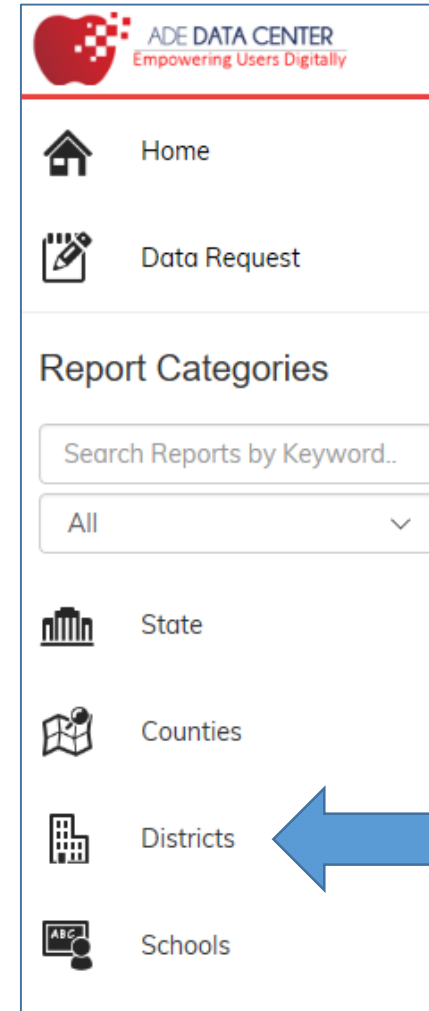 ADE DATA CENTER
Empowering Users Digitally
Home
Data Request
Report Categories
Search Reports by Keyword..
All
State
Counties
Districts
ABC
Schools